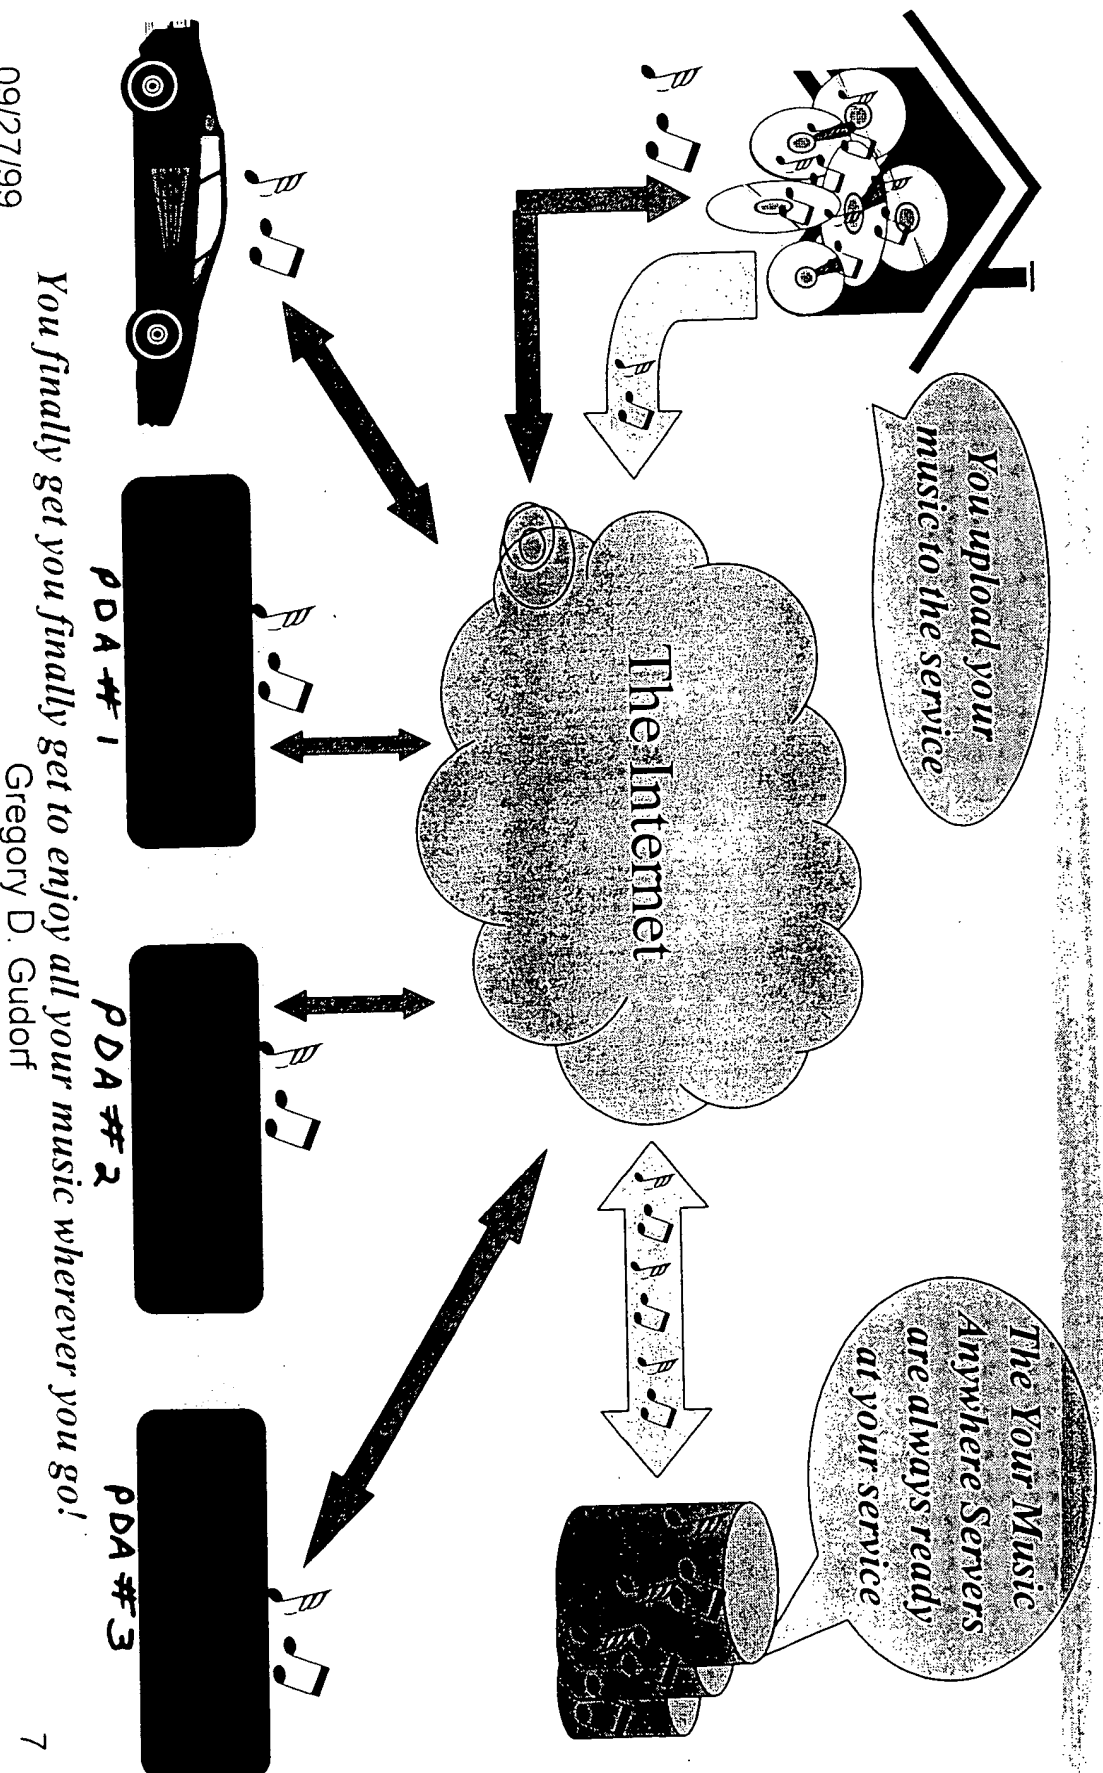 You upload your
music to the service
The Your Music
Anywhere Servers
are always ready
at your service
The Internet
PDA #1
PDA #2
PDA #3
You finally get you finally get to enjoy all your music wherever you go!
09/27/99
Gregory D. Gudorf
7